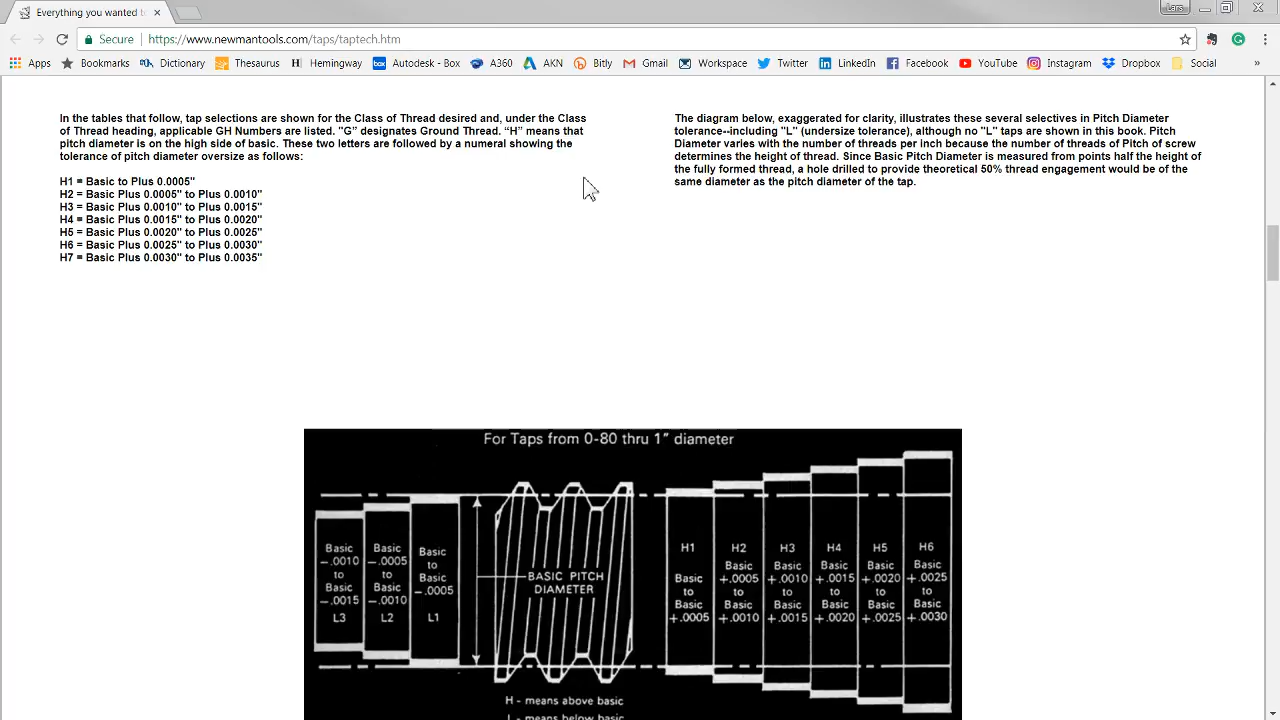 Everything you wanted t
Lars
Secure
https://www.newmantools.com/taps/taptech.htm
Apps
Bookmarks
Dictionary
Thesaurus
H Hemingway
box Autodesk - Box
A360
AKN
Bitly
Gmail
Workspace
Twitter
LinkedIn
Facebook
YouTube
Instagram
Dropbox
Social
»
In the tables that follow, tap selections are shown for the Class of Thread desired and, under the Class
of Thread heading, applicable GH Numbers are listed. "G" designates Ground Thread. “H” means that
pitch diameter is on the high side of basic. These two letters are followed by a numeral showing the
tolerance of pitch diameter oversize as follows:
H1 = Basic to Plus 0.0005"
H2 = Basic Plus 0.0005" to Plus 0.0010"
H3 = Basic Plus 0.0010" to Plus 0.0015"
H4 = Basic Plus 0.0015" to Plus 0.0020"
H5 = Basic Plus 0.0020" to Plus 0.0025"
H6 = Basic Plus 0.0025" to Plus 0.0030"
H7 = Basic Plus 0.0030" to Plus 0.0035"
The diagram below, exaggerated for clarity, illustrates these several selectives in Pitch Diameter
tolerance--including "L" (undersize tolerance), although no "L" taps are shown in this book. Pitch
Diameter varies with the number of threads per inch because the number of threads of Pitch of screw
determines the height of thread. Since Basic Pitch Diameter is measured from points half the height of
the fully formed thread, a hole drilled to provide theoretical 50% thread engagement would be of the
same diameter as the pitch diameter of the tap.
For Taps from 0-80 thru 1" diameter
Basic
-.0010
to
Basic
-.0015
L3
Basic
-.0005
to
Basic
-.0010
L2
Basic
to
Basic
-.0005
L1
BASIC PITCH
DIAMETER
H1
Basic
to
Basic
+.0005
H2
Basic
+.0005
to
Basic
+.0010
H3
Basic
+.0010
to
Basic
+.0015
H4
Basic
+.0015
to
Basic
+.0020
H5
Basic
+.0020
to
Basic
+.0025
H6
Basic
+.0025
to
Basic
+.0030
H - means above basic
L - means below basic